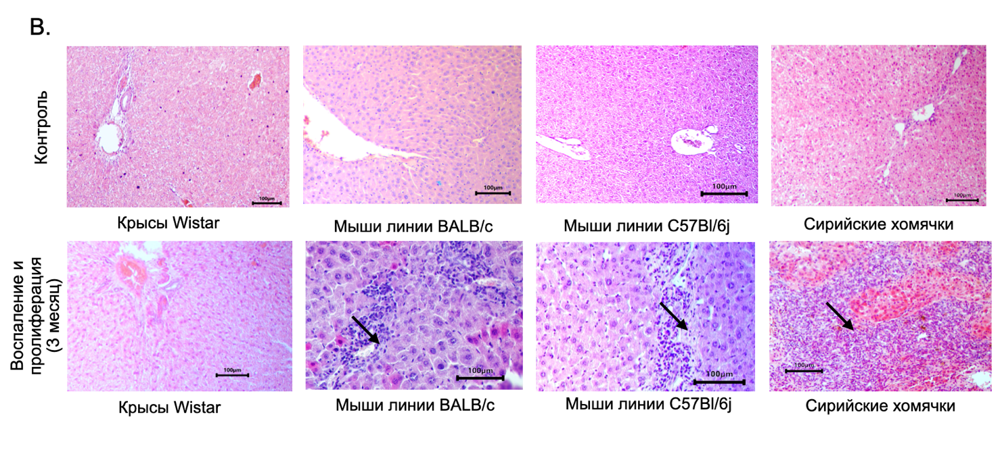 В.
Контроль
100µm
100µm
100µm
100µm
Крысы Wistar
Мыши линии BALB/c
Мыши линии C57Bl/6j
Сирийские хомячки
Воспаление и
пролиферация
(3 месяц)
100µm
100µm
100µm
100µm
Крысы Wistar
Мыши линии BALB/c
Мыши линии C57Bl/6j
Сирийские хомячки